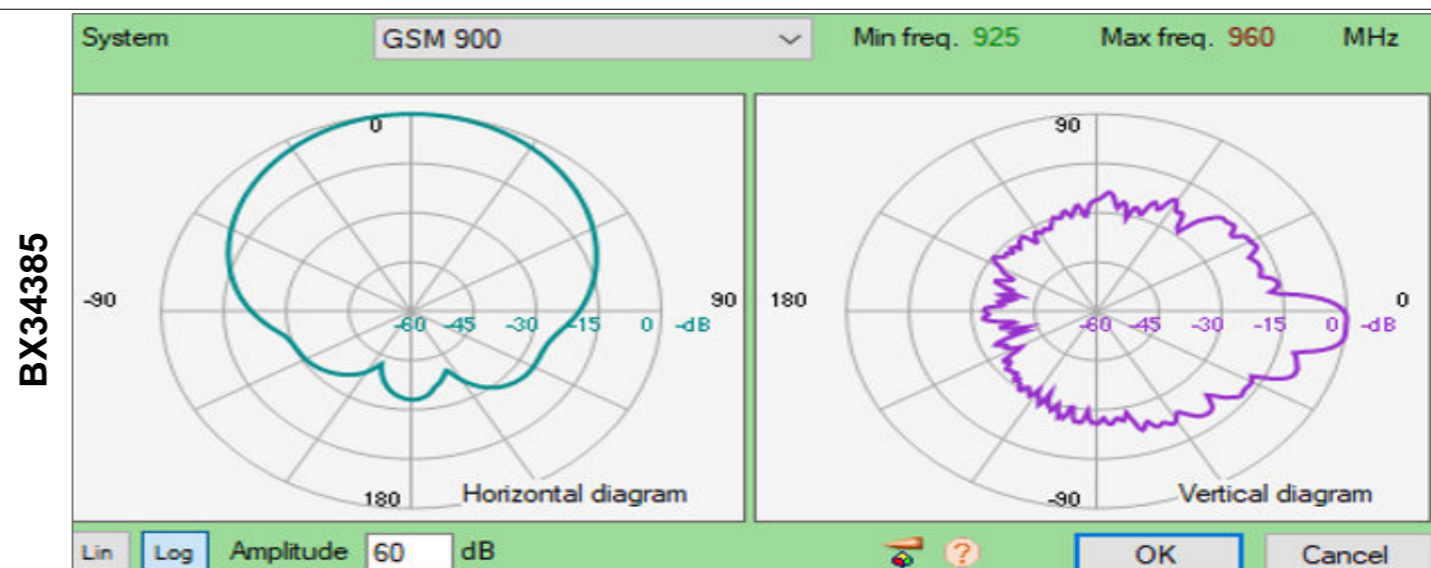 BX34385
System GSM 900 Min freq. 925 Max freq. 960 MHz
0
-90 90
-60 -45 -30 -15 0 -dB
180 Horizontal diagram
90
180 0
-60 -45 -30 -15 0 -dB
-90 Vertical diagram
Lin Log Amplitude 60 dB ? OK Cancel